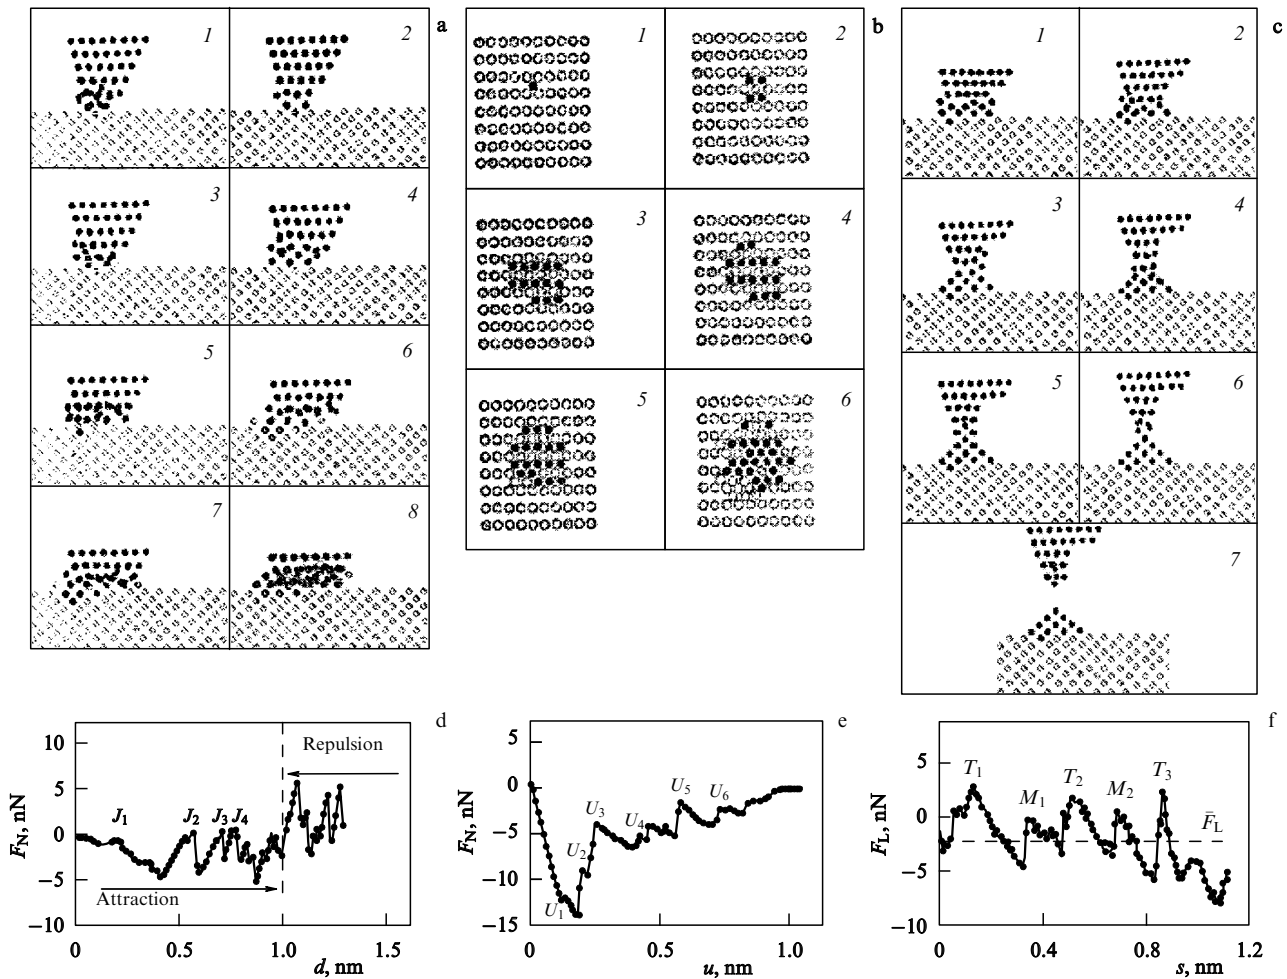 a
1 2
3 4
5 6
7 8
b
1 2
3 4
5 6
c
1 2
3 4
5 6
7
d
10
5
0
−5
−10
F_N, nN
J_1 J_2 J_3 J_4
Repulsion
Attraction
0 0.5 1.0 1.5
d, nm
e
5
0
−5
−10
−15
F_N, nN
U_1 U_2 U_3 U_4 U_5 U_6
0 0.5 1.0
u, nm
f
10
5
0
−5
−10
F_L, nN
T_1 M_1 T_2 M_2 T_3
F̄_L
0 0.4 0.8 1.2
s, nm